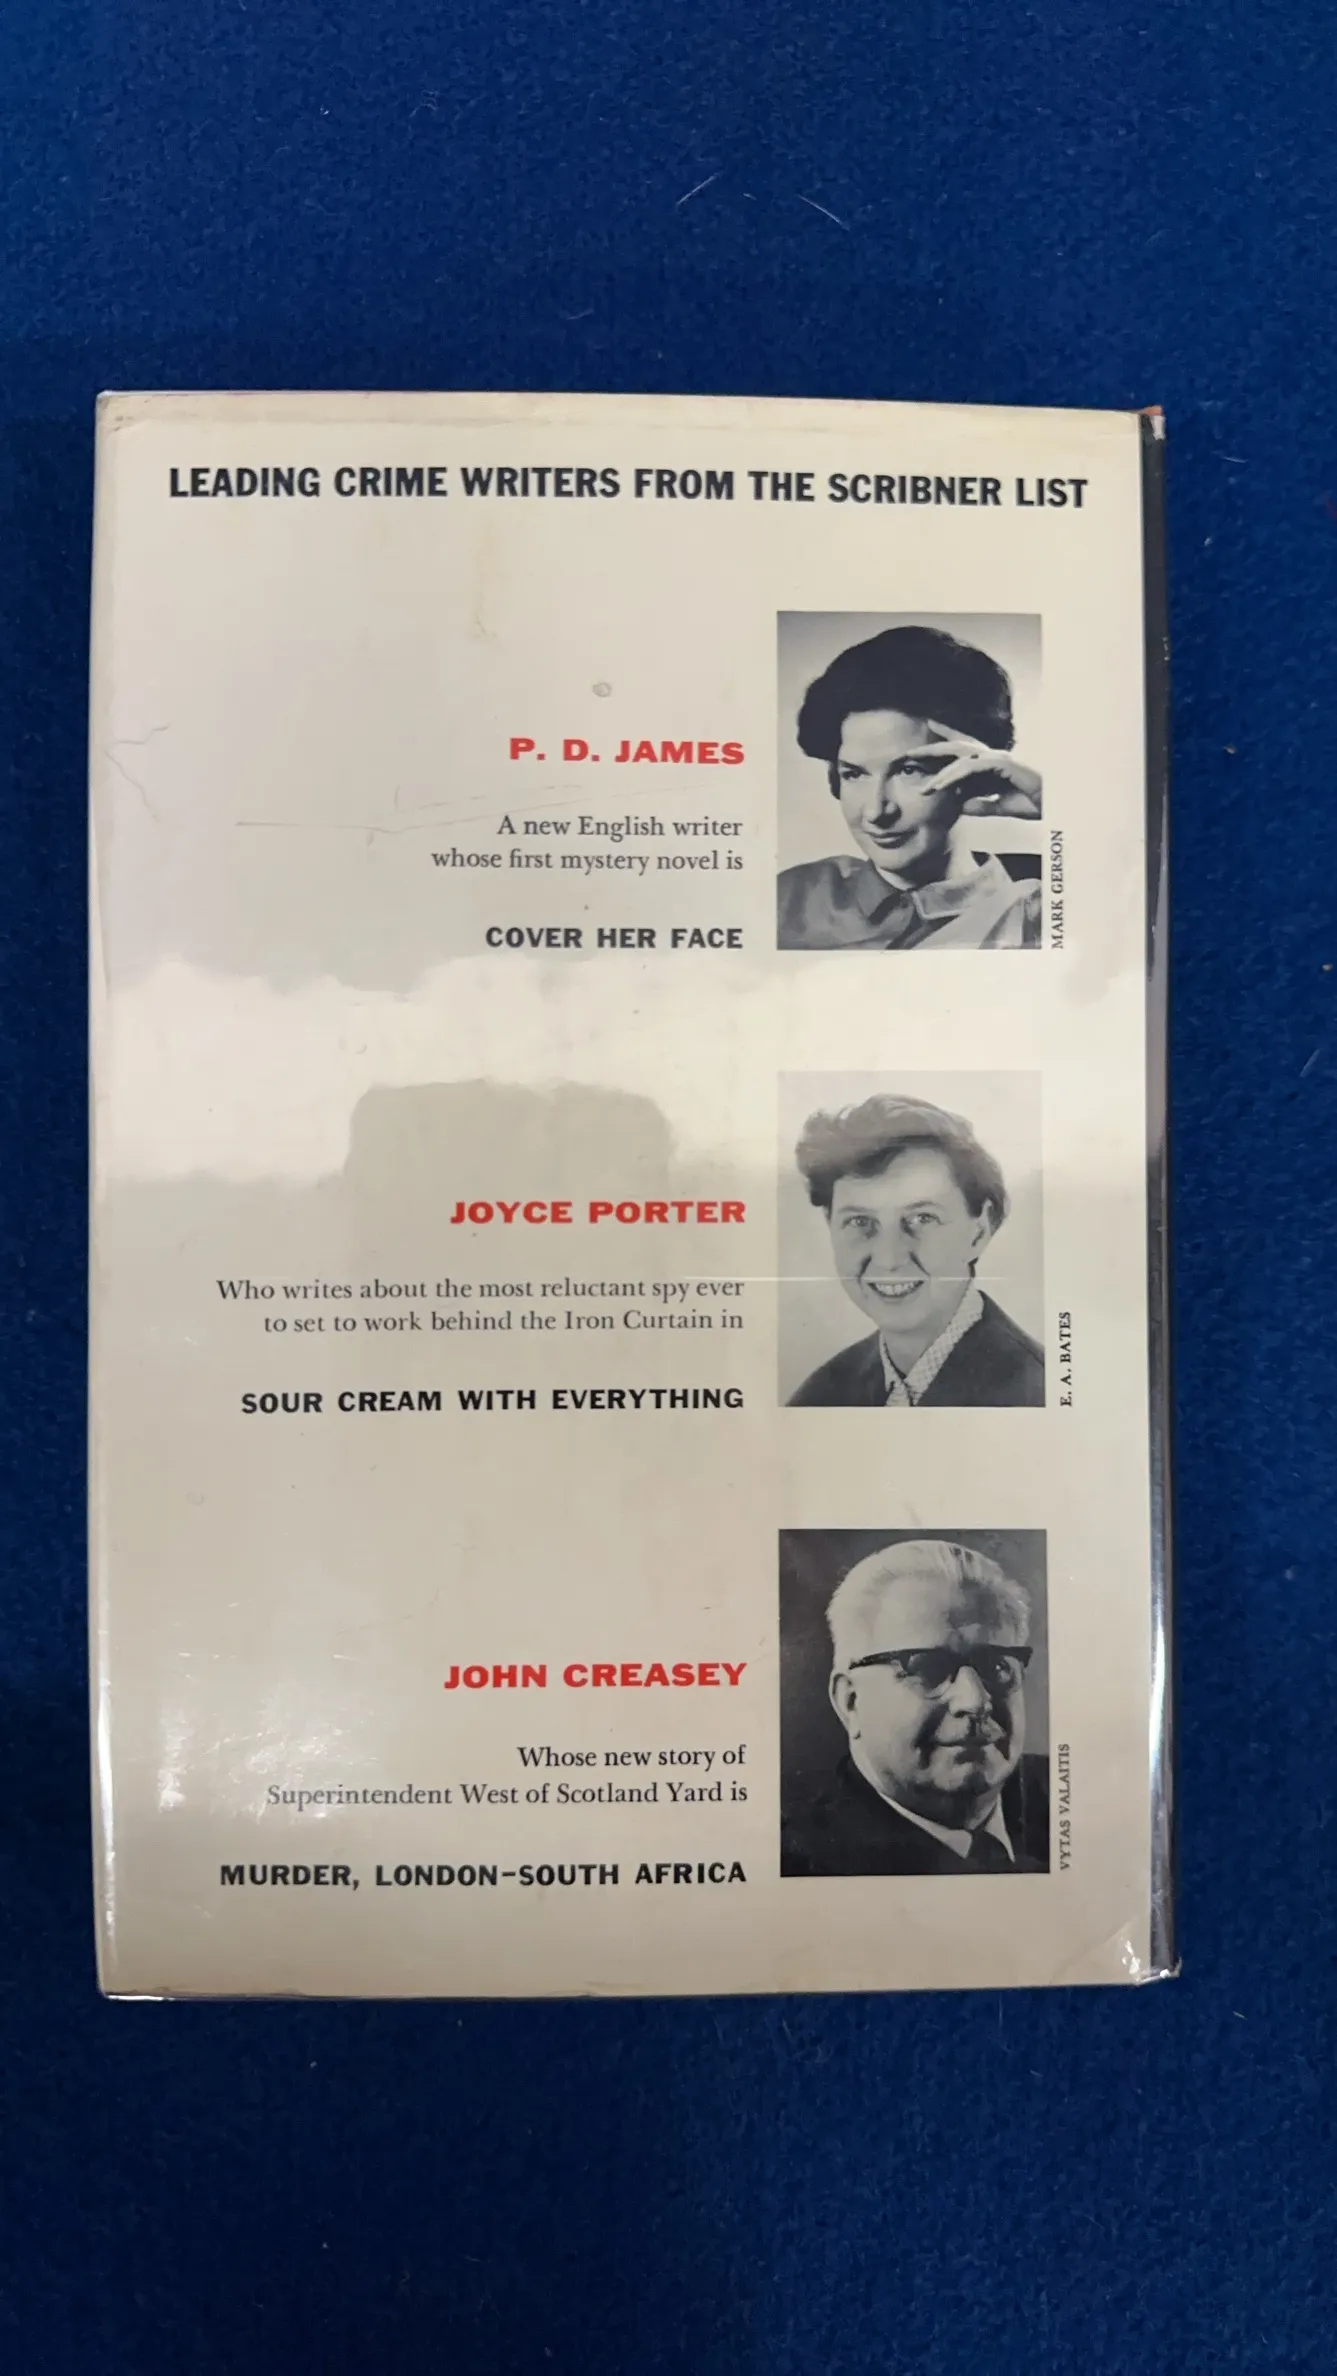 LEADING CRIME WRITERS FROM THE SCRIBNER LIST
P. D. JAMES
A new English writer
whose first mystery novel is
COVER HER FACE
MARK GERSON
JOYCE PORTER
Who writes about the most reluctant spy ever
to set to work behind the Iron Curtain in
SOUR CREAM WITH EVERYTHING
E. A. BATES
JOHN CREASEY
Whose new story of
Superintendent West of Scotland Yard is
MURDER, LONDON–SOUTH AFRICA
VYTAS VALAITIS